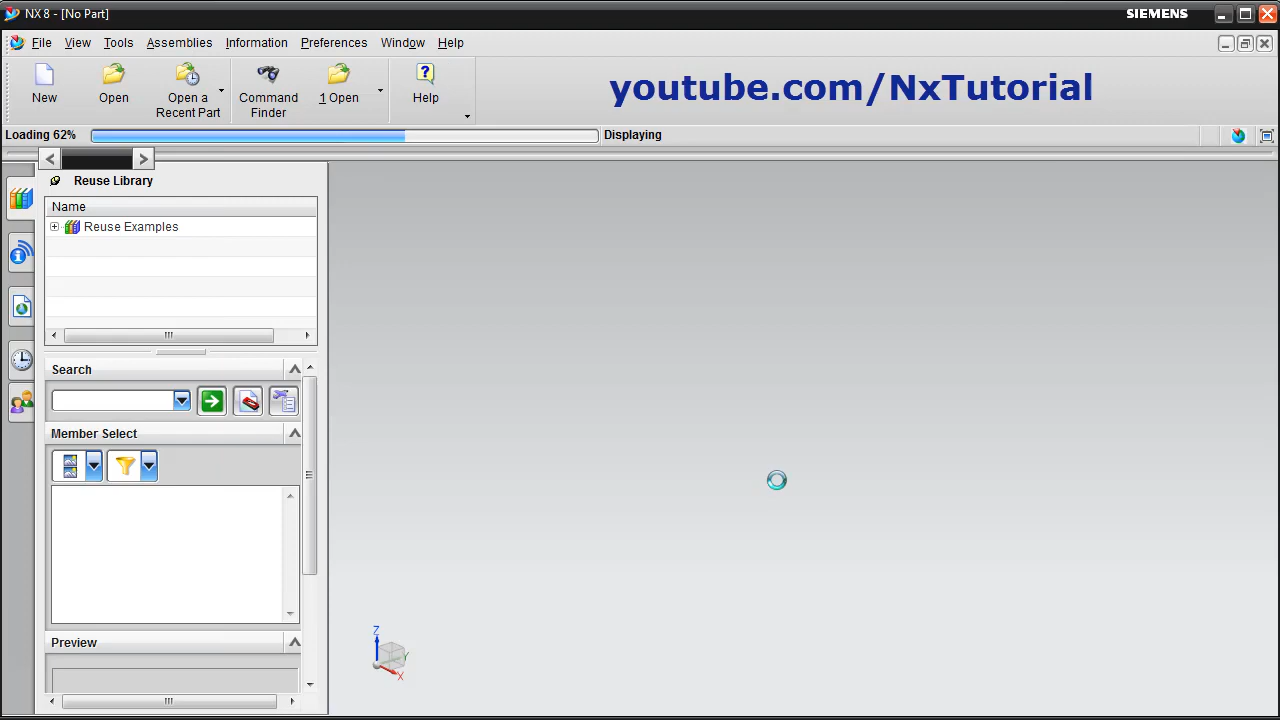 NX 8 - [No Part]
SIEMENS
File View Tools Assemblies Information Preferences Window Help
New
Open
Open a
Recent Part
Command
Finder
1 Open
Help
youtube.com/NxTutorial
Loading 62%
Displaying
Reuse Library
Name
Reuse Examples
Search
Member Select
Preview
Z
Y
X